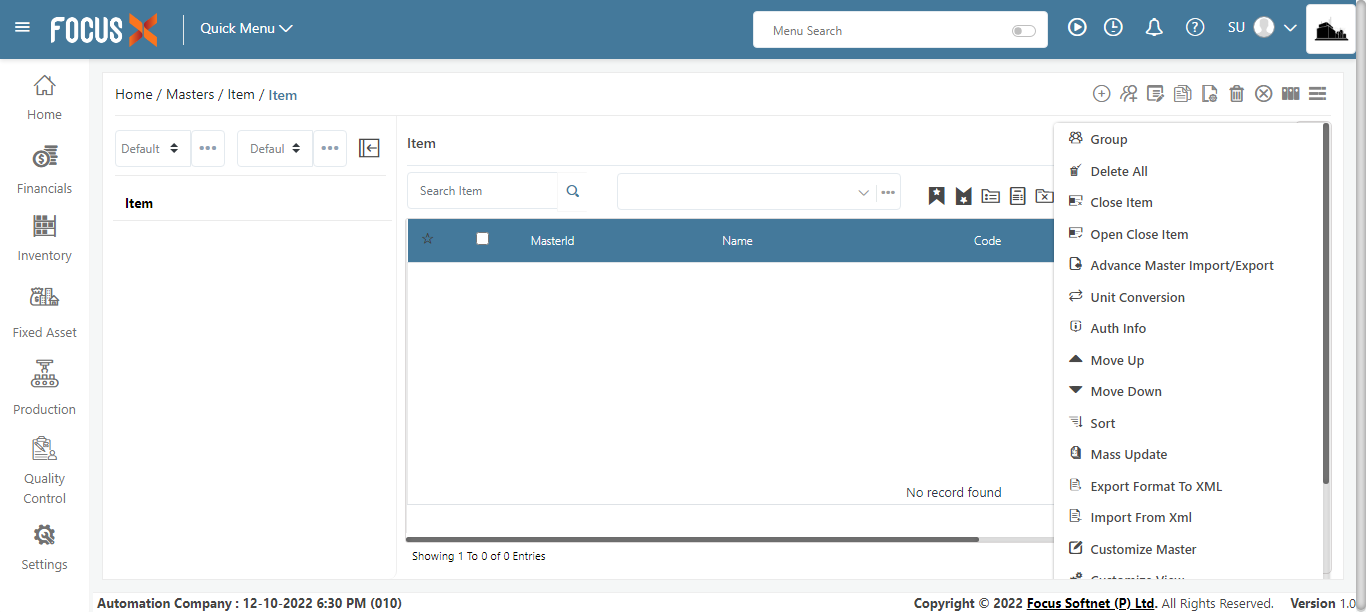 FOCUS X
Quick Menu
Menu Search
SU
Home
Financials
Inventory
Fixed Asset
Production
Quality
Control
Settings
Home / Masters / Item / Item
Default
Defaul
Item
Item
Search Item
MasterId Name Code
No record found
Showing 1 To 0 of 0 Entries
Group
Delete All
Close Item
Open Close Item
Advance Master Import/Export
Unit Conversion
Auth Info
Move Up
Move Down
Sort
Mass Update
Export Format To XML
Import From Xml
Customize Master
Customize View
Automation Company : 12-10-2022 6:30 PM (010)
Copyright © 2022 Focus Softnet (P) Ltd. All Rights Reserved. Version 1.0